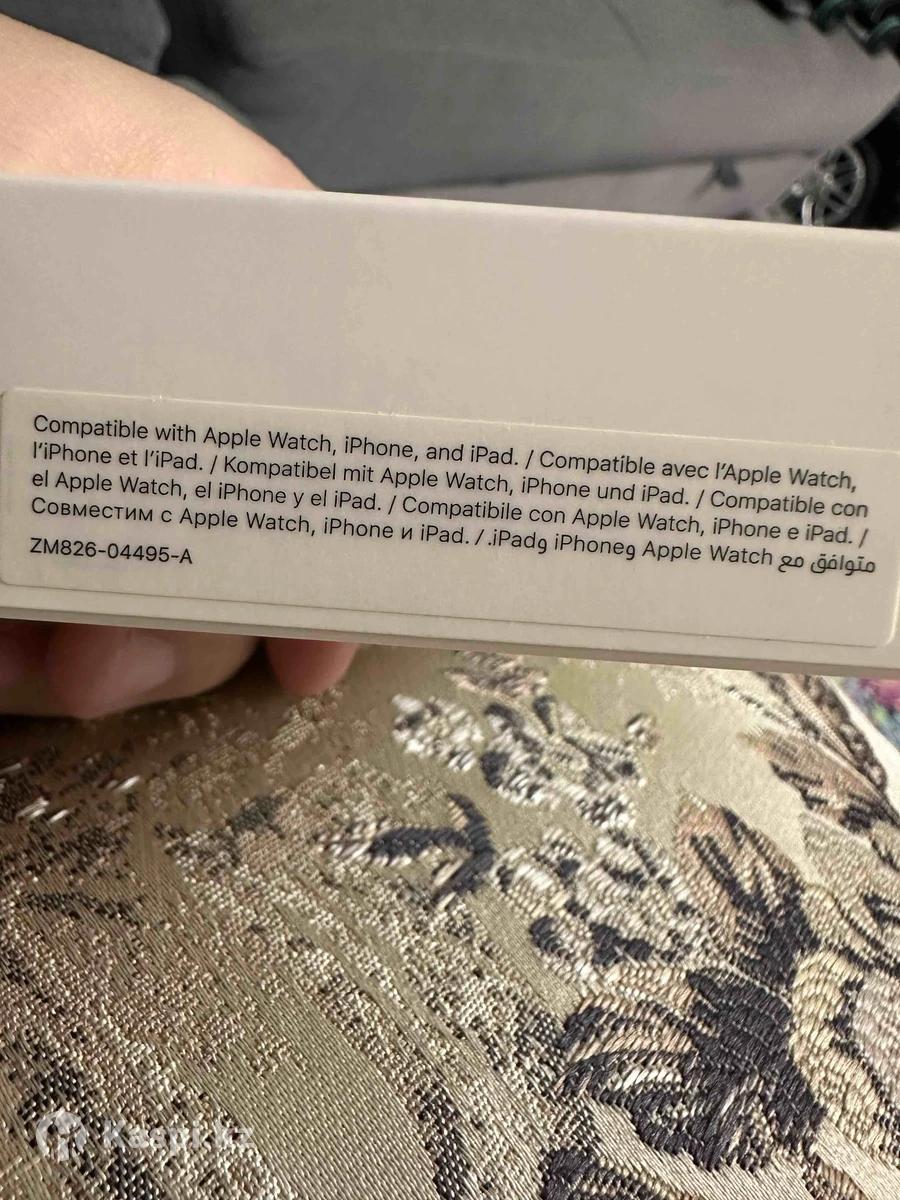 Compatible with Apple Watch, iPhone, and iPad. / Compatible avec l'Apple Watch,
l'iPhone et l'iPad. / Kompatibel mit Apple Watch, iPhone und iPad. / Compatible con
el Apple Watch, el iPhone y el iPad. / Compatibile con Apple Watch, iPhone e iPad. /
Совместим с Apple Watch, iPhone и iPad. / متوافق مع Apple Watch وiPhone وiPad.
ZM826-04495-A
Kaspi.kz